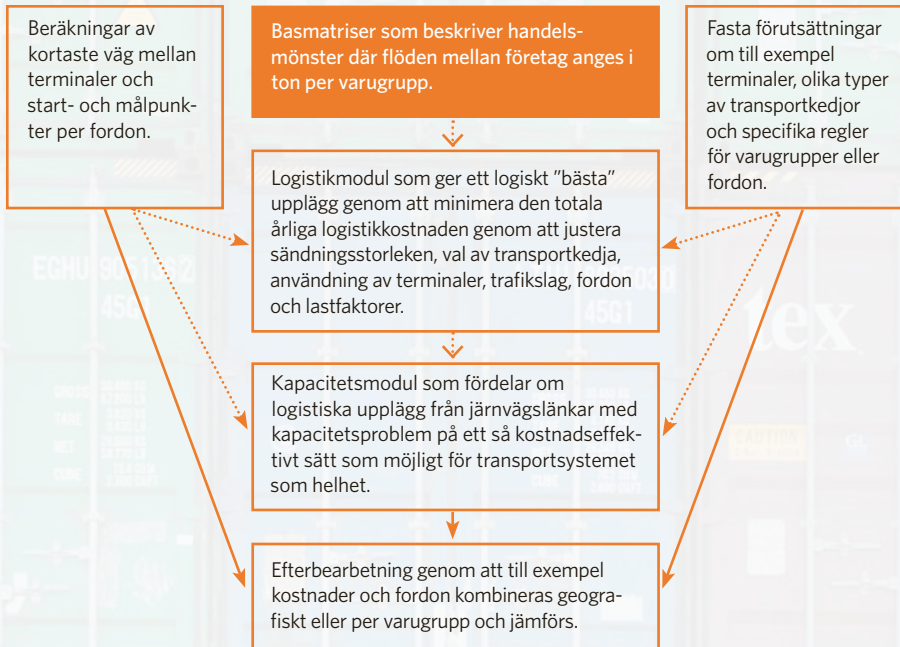 Beräkningar av
kortaste väg mellan
terminaler och
start- och målpunk-
ter per fordon.
Basmatriser som beskriver handels-
mönster där flöden mellan företag anges i
ton per varugrupp.
Fasta förutsättningar
om till exempel
terminaler, olika typer
av transportkedjor
och specifika regler
för varugrupper eller
fordon.
Logistikmodul som ger ett logiskt ”bästa”
upplägg genom att minimera den totala
årliga logistikkostnaden genom att justera
sändningsstorleken, val av transportkedja,
användning av terminaler, trafikslag, fordon
och lastfaktorer.
Kapacitetsmodul som fördelar om
logistiska upplägg från järnvägslänkar med
kapacitetsproblem på ett så kostnadseffek-
tivt sätt som möjligt för transportsystemet
som helhet.
Efterbearbetning genom att till exempel
kostnader och fordon kombineras geogra-
fiskt eller per varugrupp och jämförs.
EGHU
45G1
45G1
tex